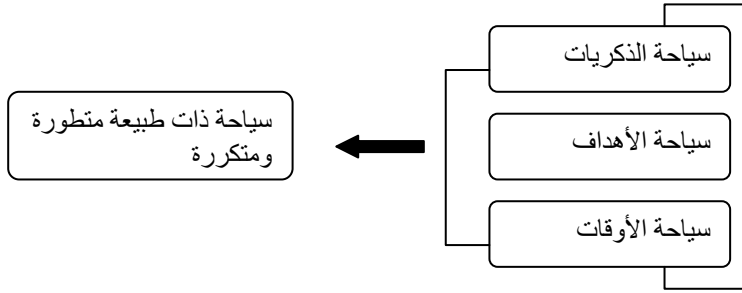 سياحة الذكريات
سياحة الأهداف
سياحة الأوقات
سياحة ذات طبيعة متطورة
ومتكررة